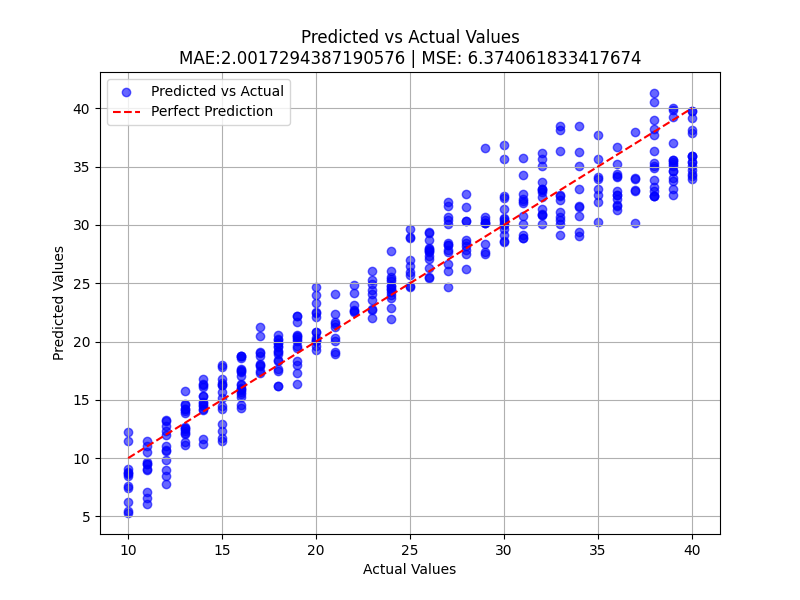 Predicted vs Actual Values
MAE:2.0017294387190576 | MSE: 6.374061833417674
Predicted vs Actual
Perfect Prediction
Predicted Values
40
35
30
25
20
15
10
5
10 15 20 25 30 35 40
Actual Values